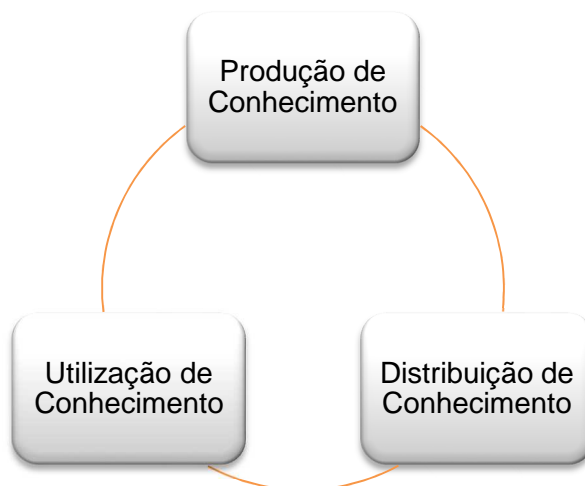 Produção de
Conhecimento
Utilização de
Conhecimento
Distribuição de
Conhecimento